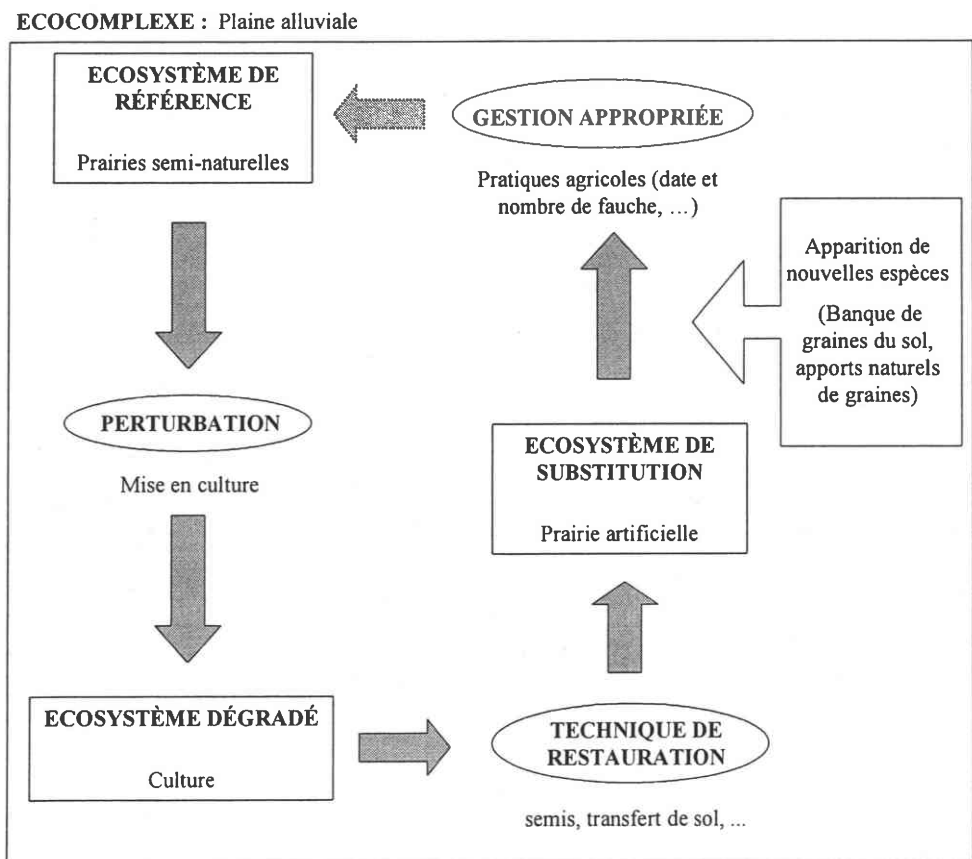 ECOCOMPLEXE : Plaine alluviale
ECOSYSTÈME DE
RÉFÉRENCE
Prairies semi-naturelles
GESTION APPROPRIÉE
Pratiques agricoles (date et
nombre de fauche, ...)
Apparition de
nouvelles espèces
(Banque de
graines du sol,
apports naturels
de graines)
PERTURBATION
Mise en culture
ECOSYSTÈME DE
SUBSTITUTION
Prairie artificielle
ECOSYSTÈME DÉGRADÉ
Culture
TECHNIQUE DE
RESTAURATION
semis, transfert de sol, ...